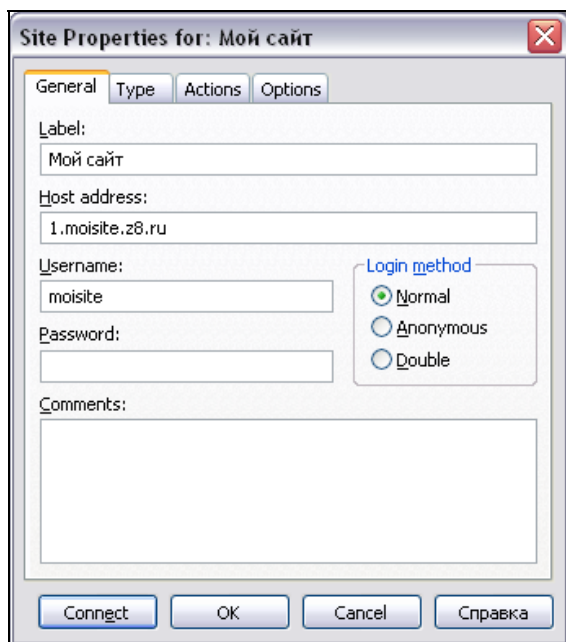 Site Properties for: Мой сайт
General Type Actions Options
Label:
Мой сайт
Host address:
1.moisite.z8.ru
Username:
moisite
Login method
Normal
Anonymous
Double
Password:
Comments:
Connect OK Cancel Справка